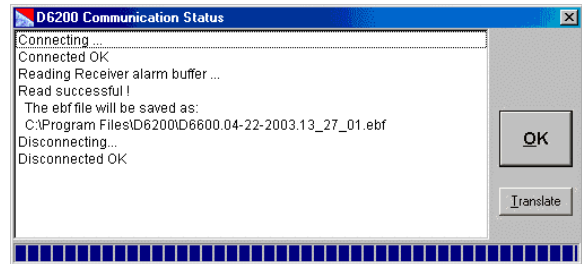 D6200 Communication Status
Connecting ...
Connected OK
Reading Receiver alarm buffer ...
Read successful !
The ebf file will be saved as:
C:\Program Files\D6200\D6600.04-22-2003.13_27_01.ebf
Disconnecting...
Disconnected OK
OK
Translate